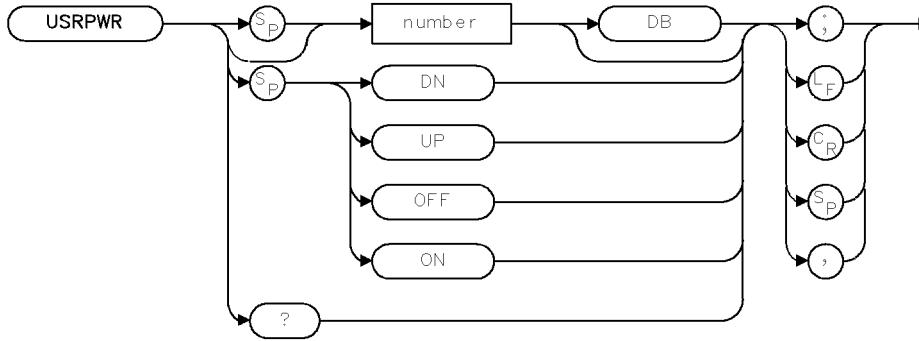 USRPWR SP number DB ;
SP DN LF
UP CR
OFF SP
ON ,
?